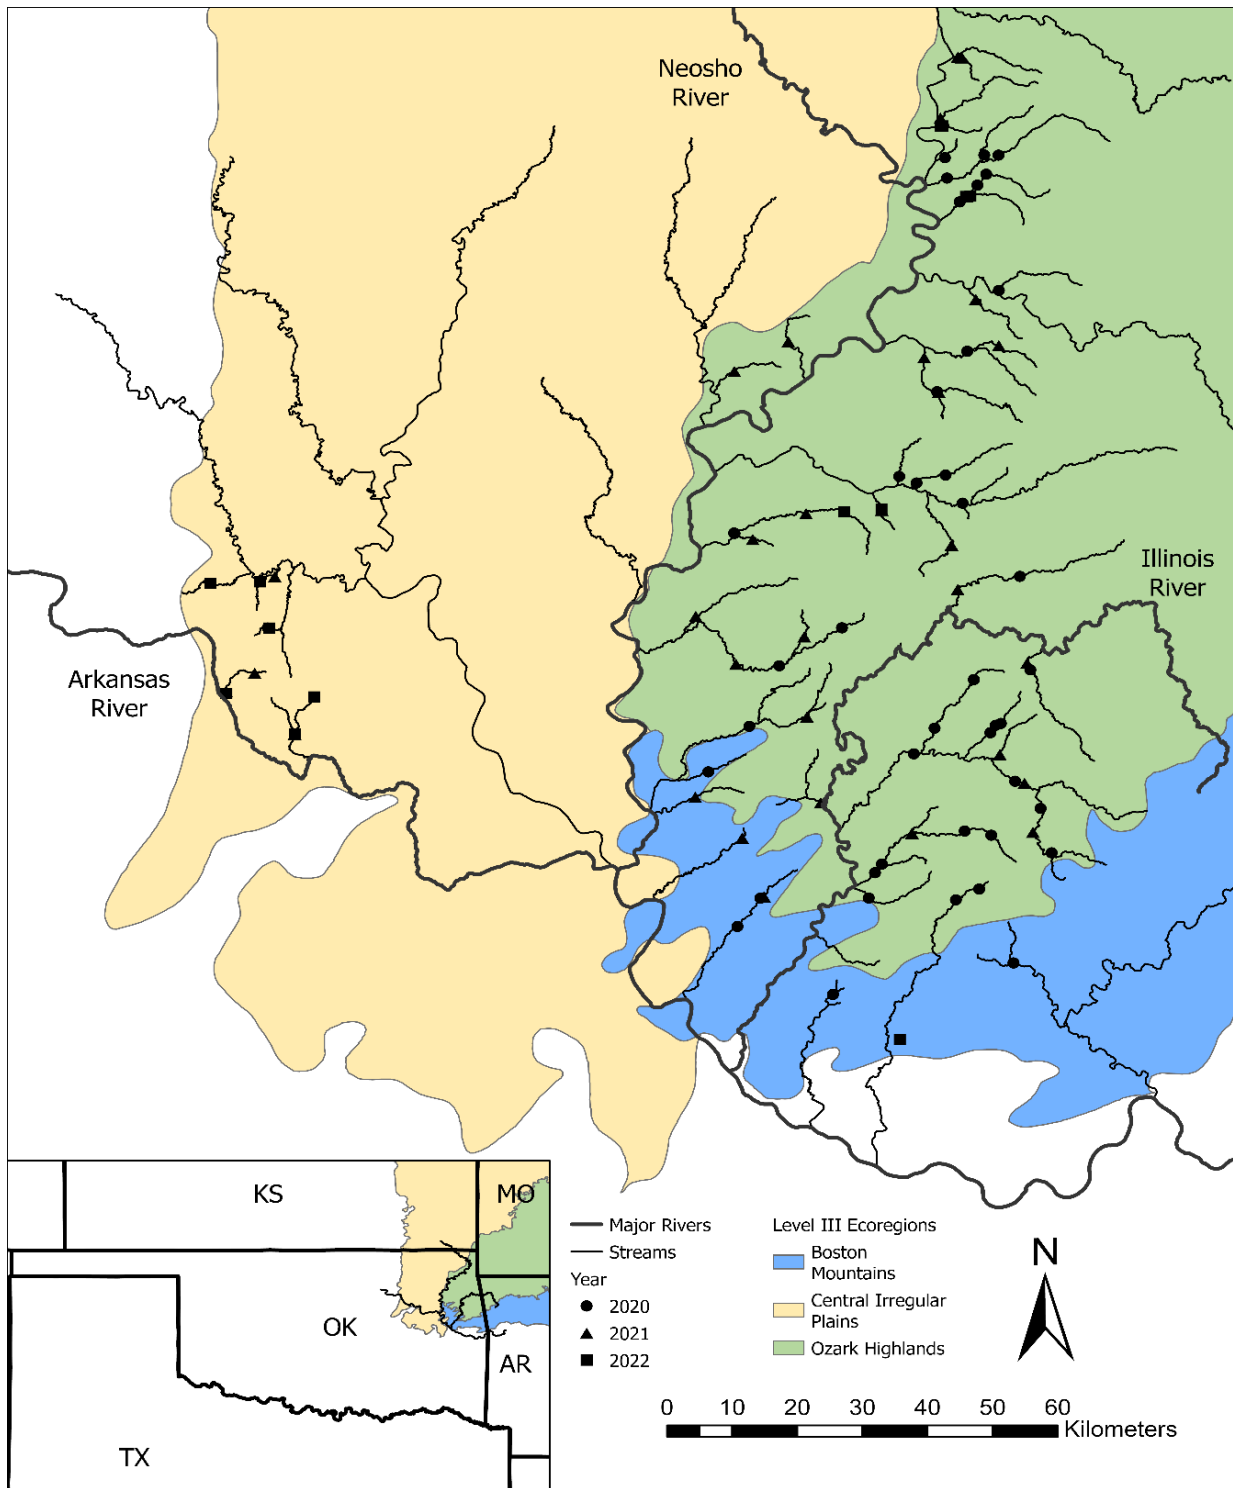 Neosho
River
Illinois
River
Arkansas
River
KS
MO
OK
AR
TX
Major Rivers
Streams
Year
2020
2021
2022
Level III Ecoregions
Boston
Mountains
Central Irregular
Plains
Ozark Highlands
N
0 10 20 30 40 50 60
Kilometers